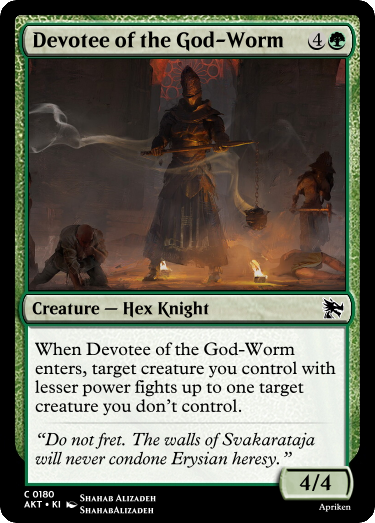 Devotee of the God-Worm 4
Creature — Hex Knight
When Devotee of the God-Worm
enters, target creature you control with
lesser power fights up to one target
creature you don't control.
"Do not fret. The walls of Svakarataja
will never condone Erysian heresy."
4/4
C 0180
AKT • KI Shahab Alizadeh
ShahabAlizadeh
Apriken